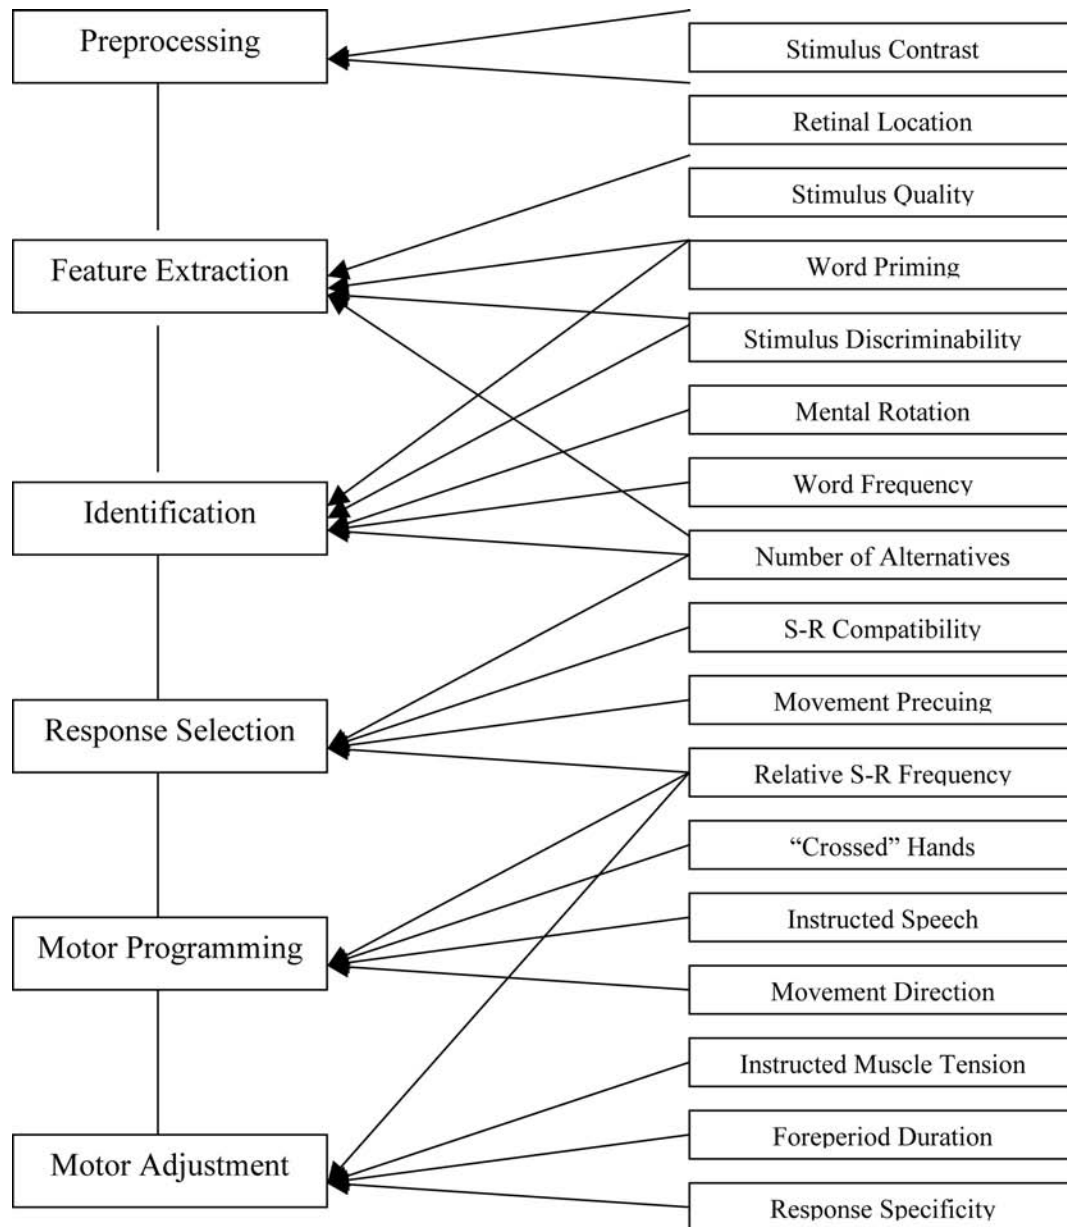 Preprocessing
Stimulus Contrast
Retinal Location
Stimulus Quality
Feature Extraction
Word Priming
Stimulus Discriminability
Mental Rotation
Word Frequency
Identification
Number of Alternatives
S-R Compatibility
Movement Precuing
Response Selection
Relative S-R Frequency
“Crossed” Hands
Instructed Speech
Motor Programming
Movement Direction
Instructed Muscle Tension
Foreperiod Duration
Motor Adjustment
Response Specificity